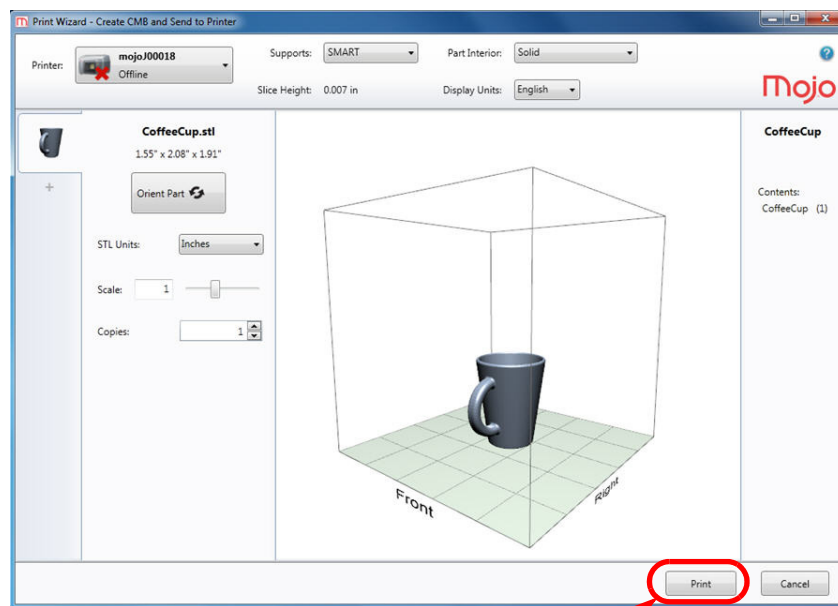 Print Wizard - Create CMB and Send to Printer
Printer:
mojoJ00018
Offline
Supports: SMART
Part Interior: Solid
Slice Height: 0.007 in
Display Units: English
?
mojo
CoffeeCup.stl
1.55" x 2.08" x 1.91"
Orient Part
STL Units: Inches
Scale: 1
Copies: 1
Front
Right
CoffeeCup
Contents:
CoffeeCup (1)
Print
Cancel